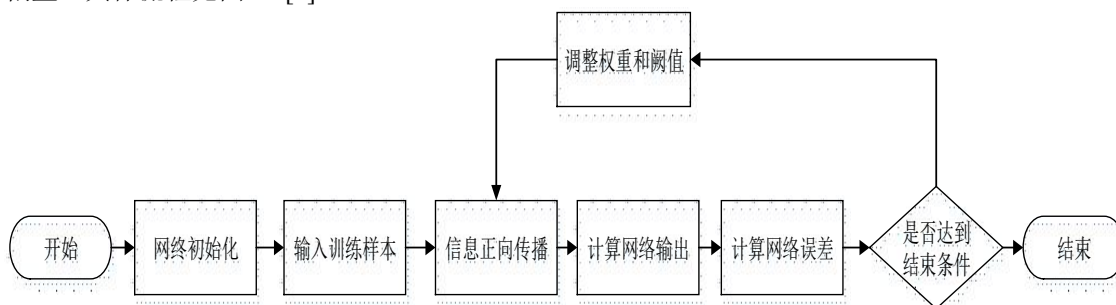 调整权重和阙值
开始
网终初始化
输入训练样本
信息正向传播
计算网络输出
计算网络误差
是否达到
结束条件
结束